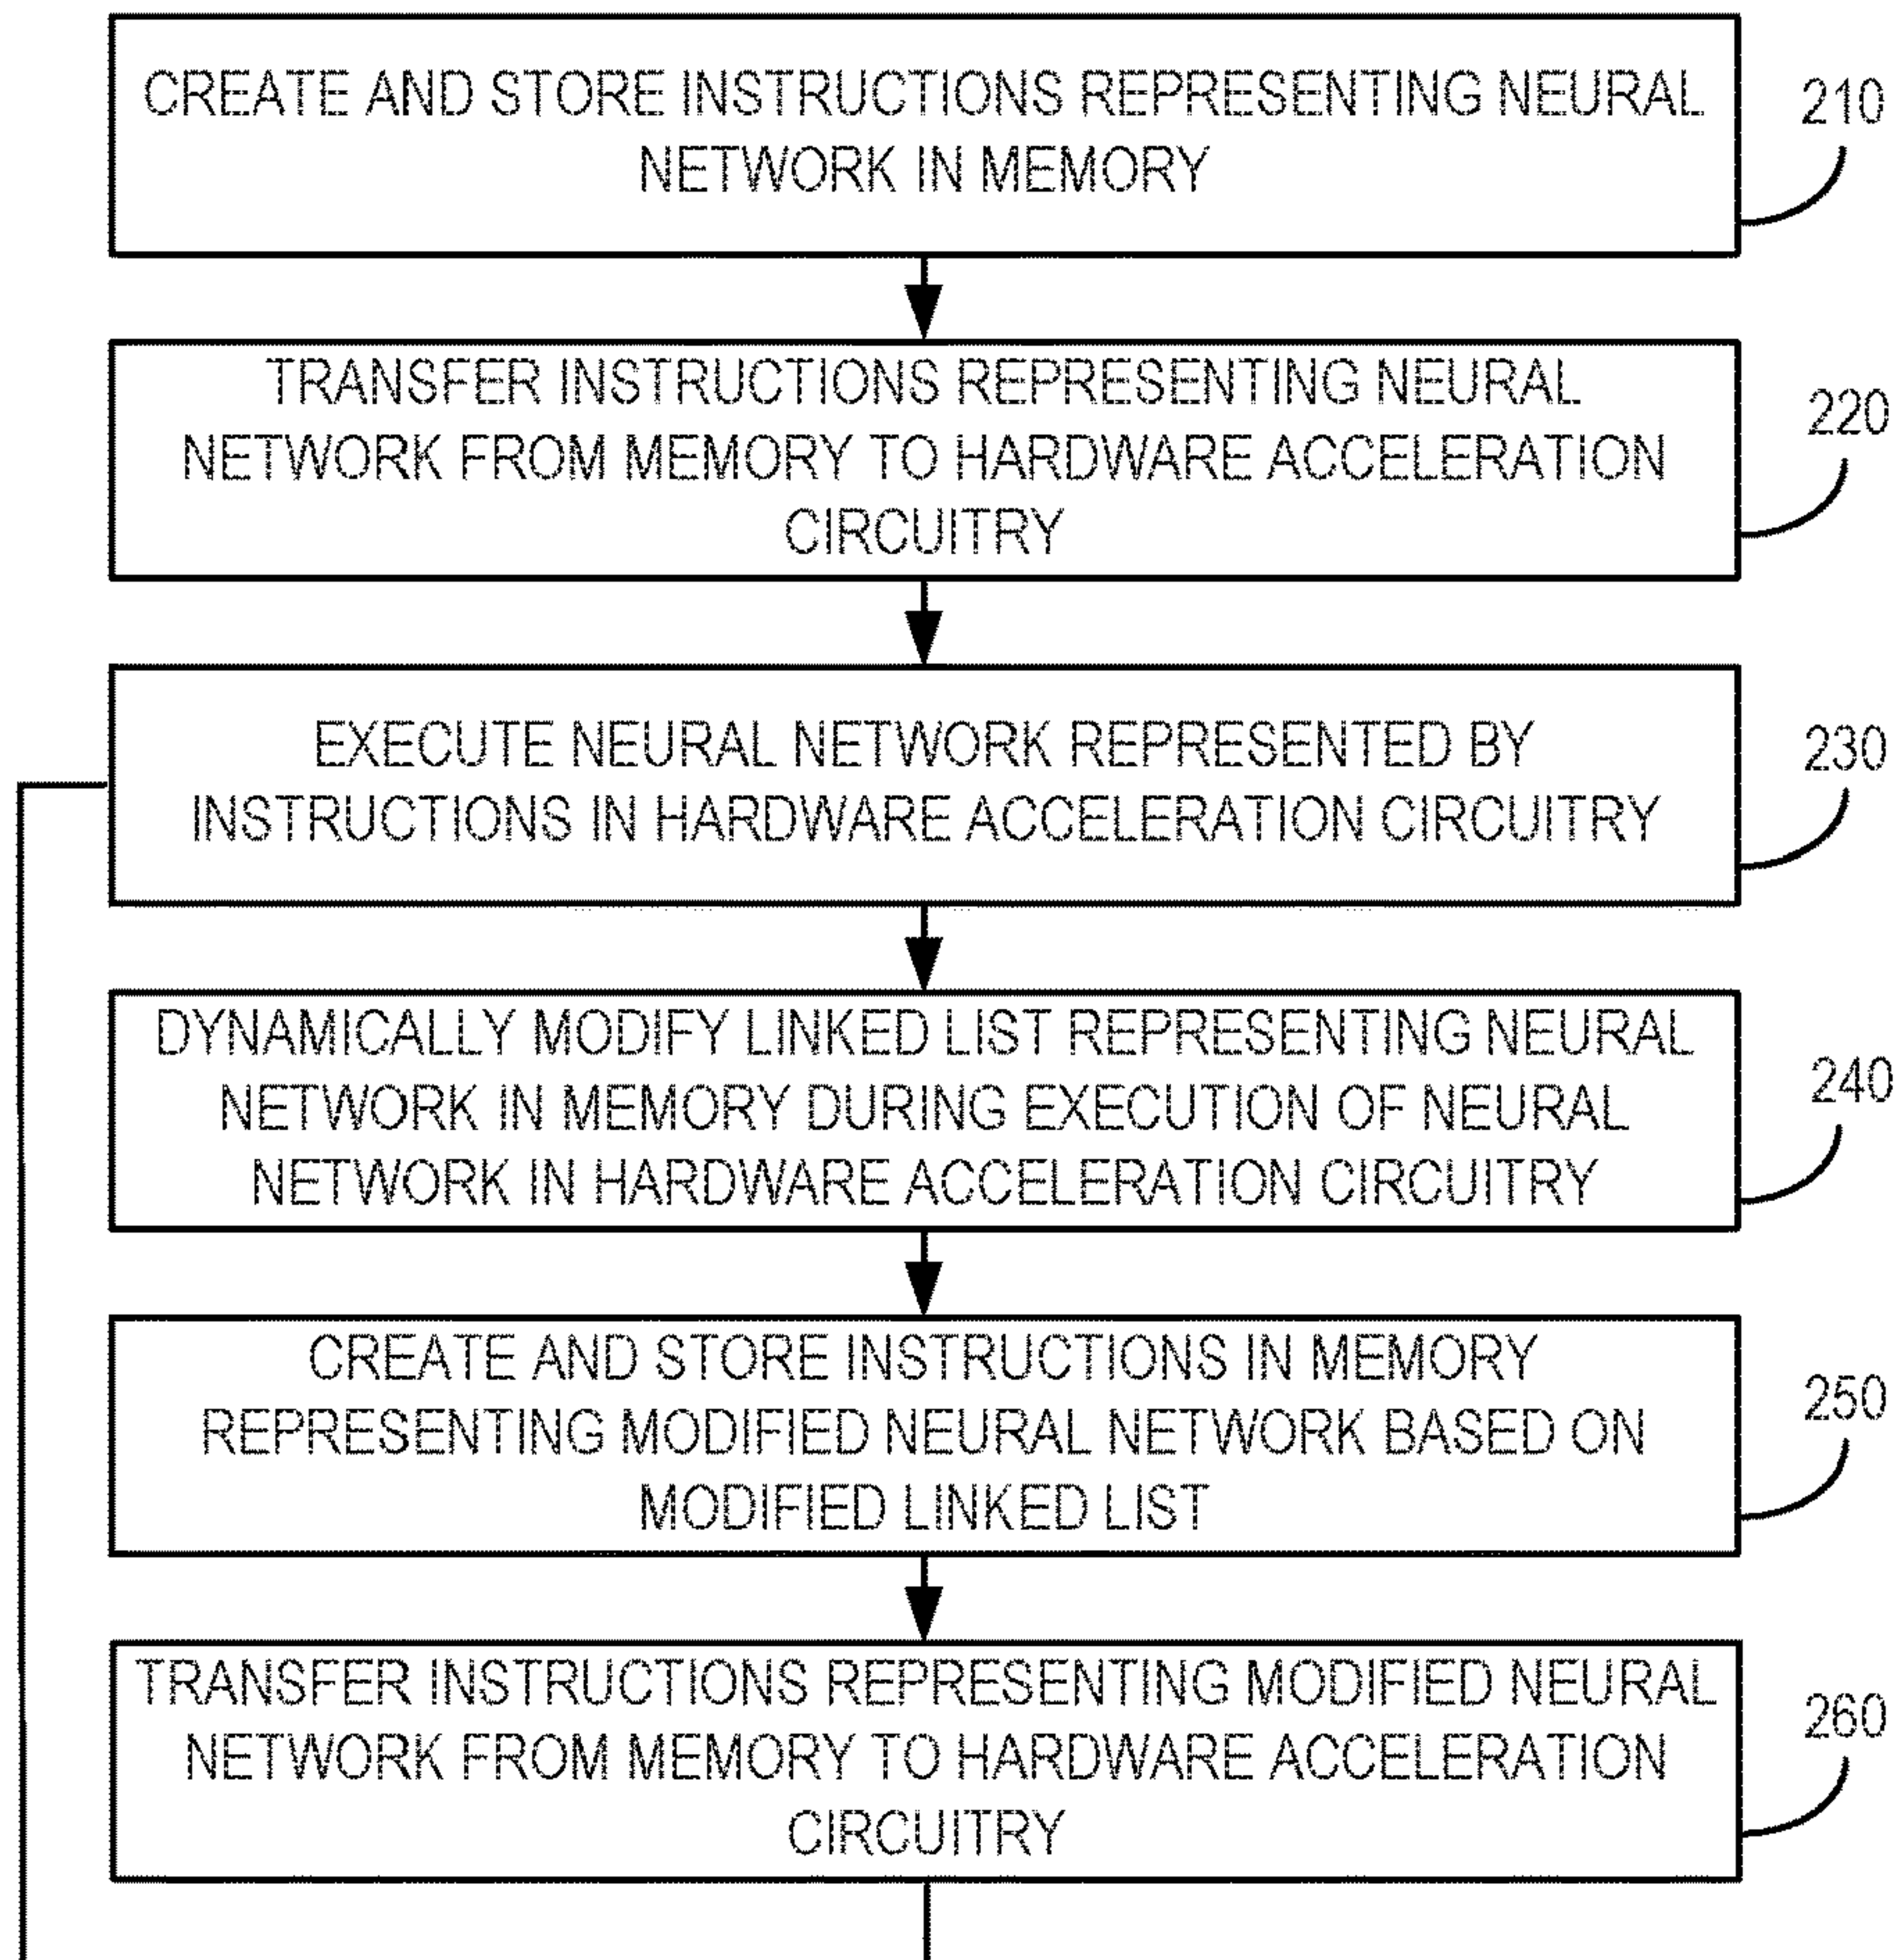 CREATE AND STORE INSTRUCTIONS REPRESENTING NEURAL
NETWORK IN MEMORY
210
TRANSFER INSTRUCTIONS REPRESENTING NEURAL
NETWORK FROM MEMORY TO HARDWARE ACCELERATION
CIRCUITRY
220
EXECUTE NEURAL NETWORK REPRESENTED BY
INSTRUCTIONS IN HARDWARE ACCELERATION CIRCUITRY
230
DYNAMICALLY MODIFY LINKED LIST REPRESENTING NEURAL
NETWORK IN MEMORY DURING EXECUTION OF NEURAL
NETWORK IN HARDWARE ACCELERATION CIRCUITRY
240
CREATE AND STORE INSTRUCTIONS IN MEMORY
REPRESENTING MODIFIED NEURAL NETWORK BASED ON
MODIFIED LINKED LIST
250
TRANSFER INSTRUCTIONS REPRESENTING MODIFIED NEURAL
NETWORK FROM MEMORY TO HARDWARE ACCELERATION
CIRCUITRY
260